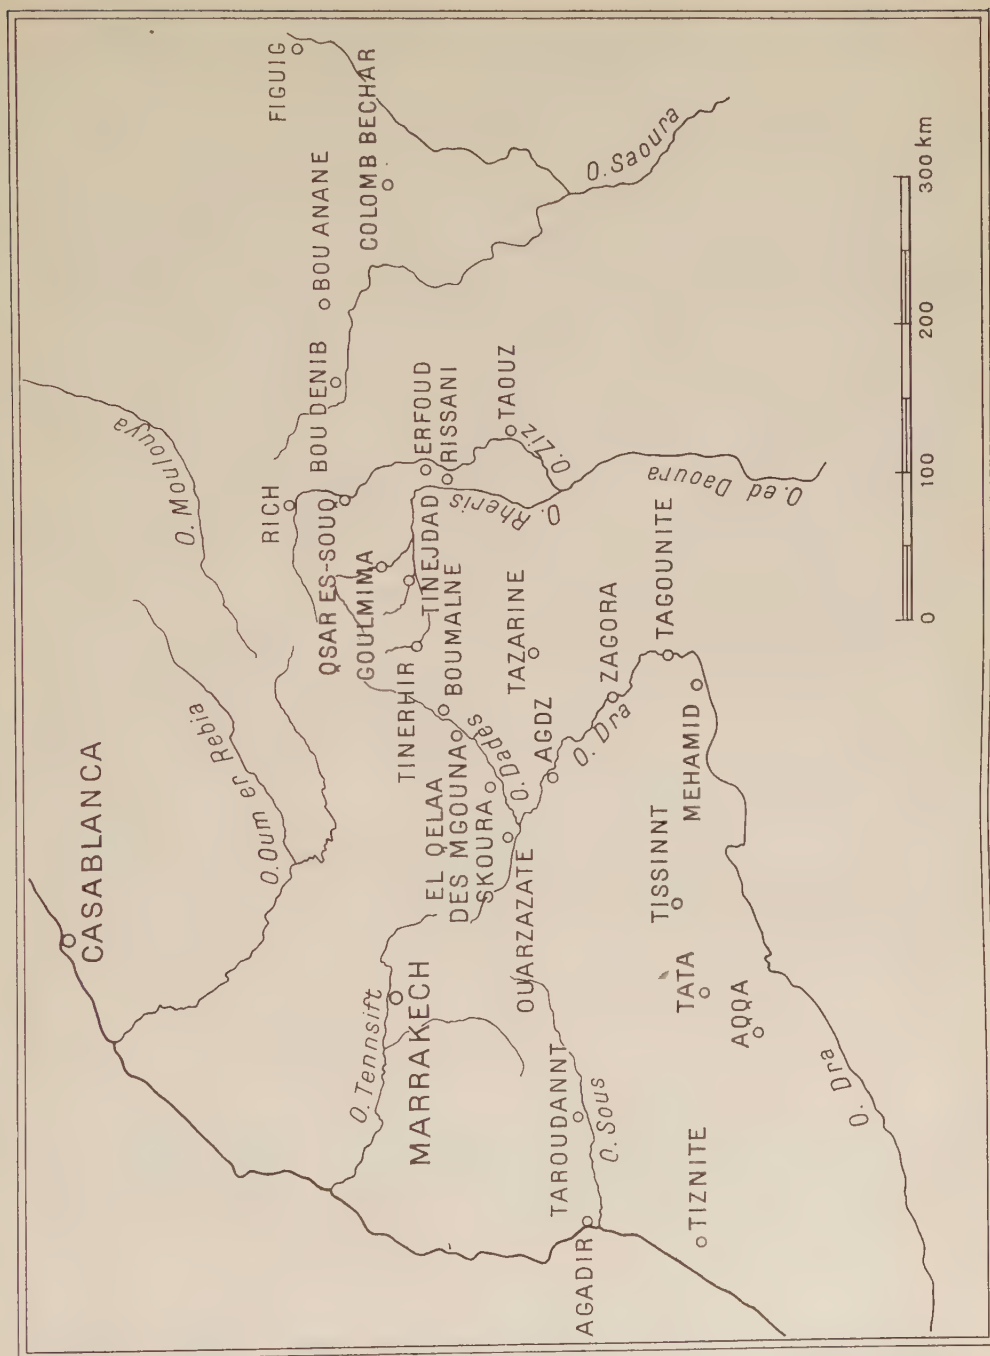 CASABLANCA
O. Moulouya
O. Oum er Rebia
FIGUIG
RICH
BOU ANANE
BOU DENIB
COLOMB BECHAR
QSAR ES-SOUQ
GOULMIMA
O. Tennsift
MARRAKECH
TINERHIR
TINEJDAD
ERFOUD
RISSANI
EL QELAA
DES MGOUNA
BOUMALNE
SKOURA
O. Dades
O. Rheris
TAOUZ
O. Ziz
OUARZAZATE
TAZARINE
AGDZ
O. Saoura
TAROUDANNT
AGADIR
O. Sous
O. Dra
ZAGORA
O. ed Daoura
TAGOUNITE
TISSINNT
MEHAMID
TATA
AQQA
TIZNITE
O. Dra
0 100 200 300 km